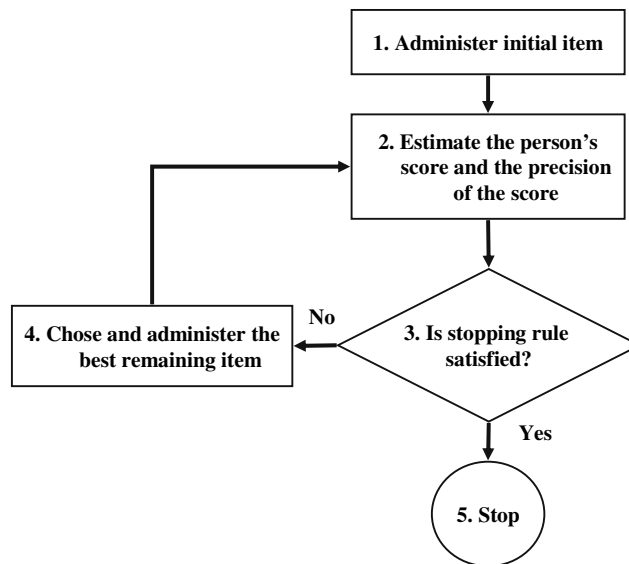 1. Administer initial item
2. Estimate the person's
score and the precision
of the score
3. Is stopping rule
satisfied?
No
4. Chose and administer the
best remaining item
Yes
5. Stop